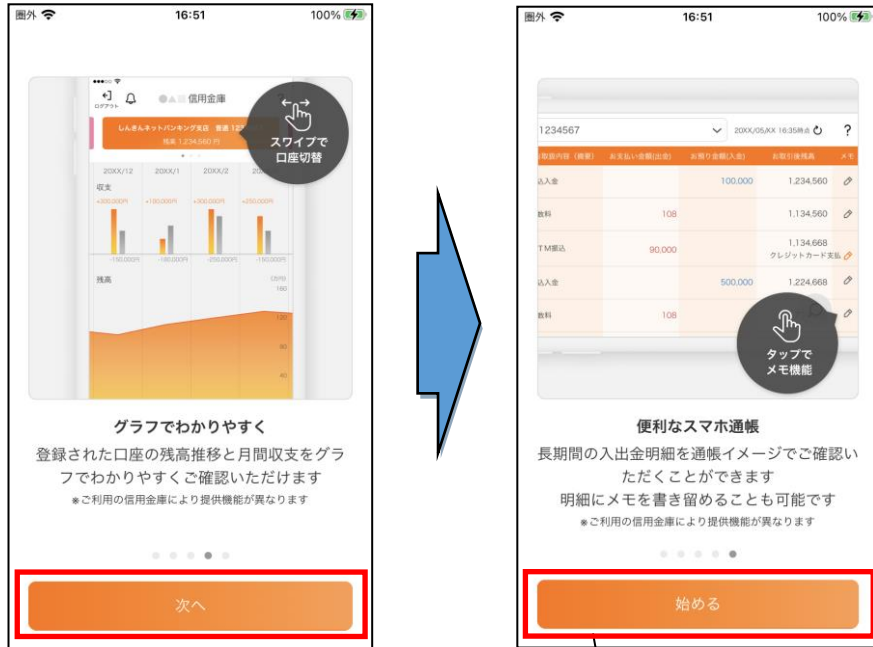 圏外 16:51 100%
ログアウト ●▲■ 信用金庫
しんきんネットバンキング支店 普通
残高 1,234,560 円
スワイプで
口座切替
20XX/12 20XX/1 20XX/2
収支
+200,000円 +100,000円 +300,000円 +250,000円
-150,000円 -180,000円 -250,000円 -150,000円
残高
160
120
80
40
グラフでわかりやすく
登録された口座の残高推移と月間収支をグラ
フでわかりやすくご確認いただけます
※ご利用の信用金庫により提供機能が異なります
次へ
圏外 16:51 100%
1234567 20XX/05/XX 16:35時点 ?
お取扱内容(摘要) お支払い金額(出金) お預り金額(入金) お取引後残高 メモ
込入金 100,000 1,234,560
数料 108 1,134,560
TM振込 90,000 1,134,668
クレジットカード支払
込入金 500,000 1,224,668
数料 108
タップで
メモ機能
便利なスマホ通帳
長期間の入出金明細を通帳イメージでご確認い
ただくことができます
明細にメモを書き留めることも可能です
※ご利用の信用金庫により提供機能が異なります
始める